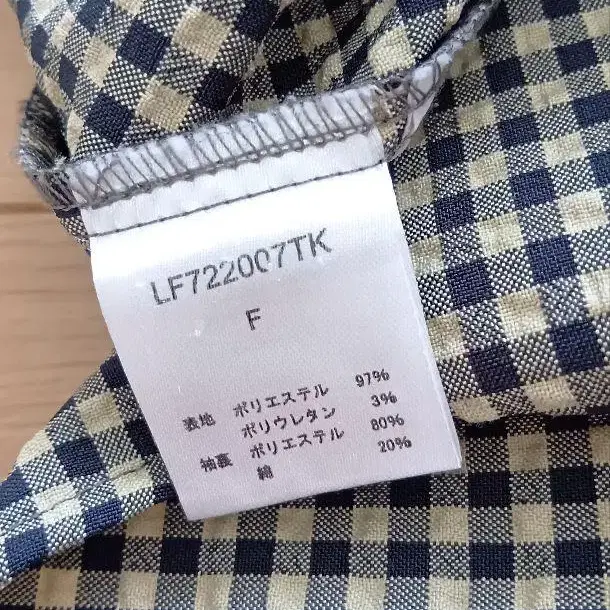 LF722007TK
F
表地 ポリエステル 97%
ポリウレタン 3%
袖裏 ポリエステル 80%
綿 20%